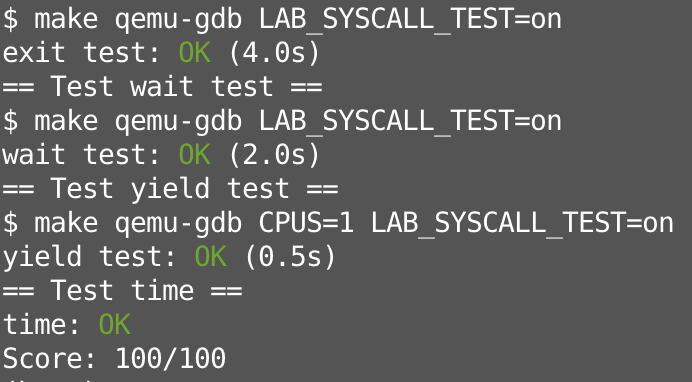 $ make qemu-gdb LAB_SYSCALL_TEST=on
exit test: OK (4.0s)
== Test wait test ==
$ make qemu-gdb LAB_SYSCALL_TEST=on
wait test: OK (2.0s)
== Test yield test ==
$ make qemu-gdb CPUS=1 LAB_SYSCALL_TEST=on
yield test: OK (0.5s)
== Test time ==
time: OK
Score: 100/100